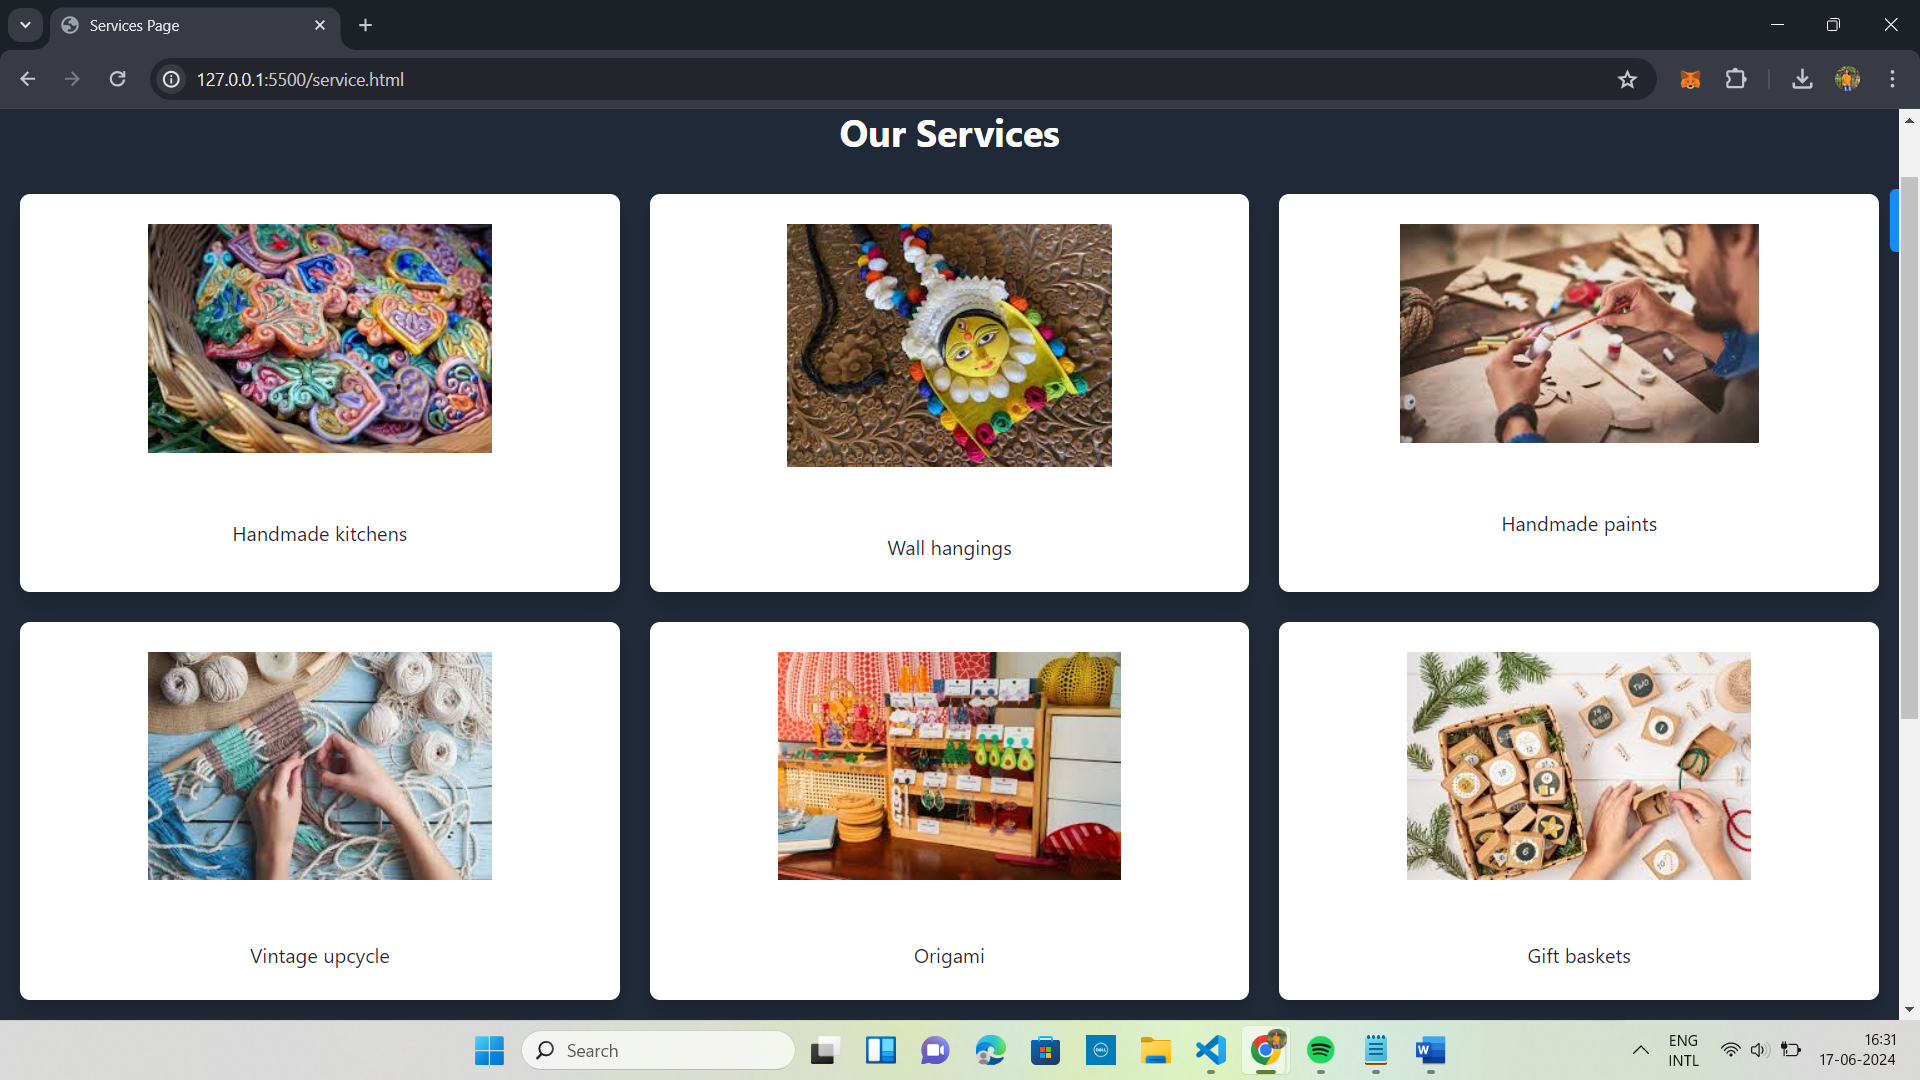 Services Page
127.0.0.1:5500/service.html
Our Services
Handmade kitchens
Wall hangings
Handmade paints
Vintage upcycle
Origami
Gift baskets
Search
ENG
INTL
16:31
17-06-2024